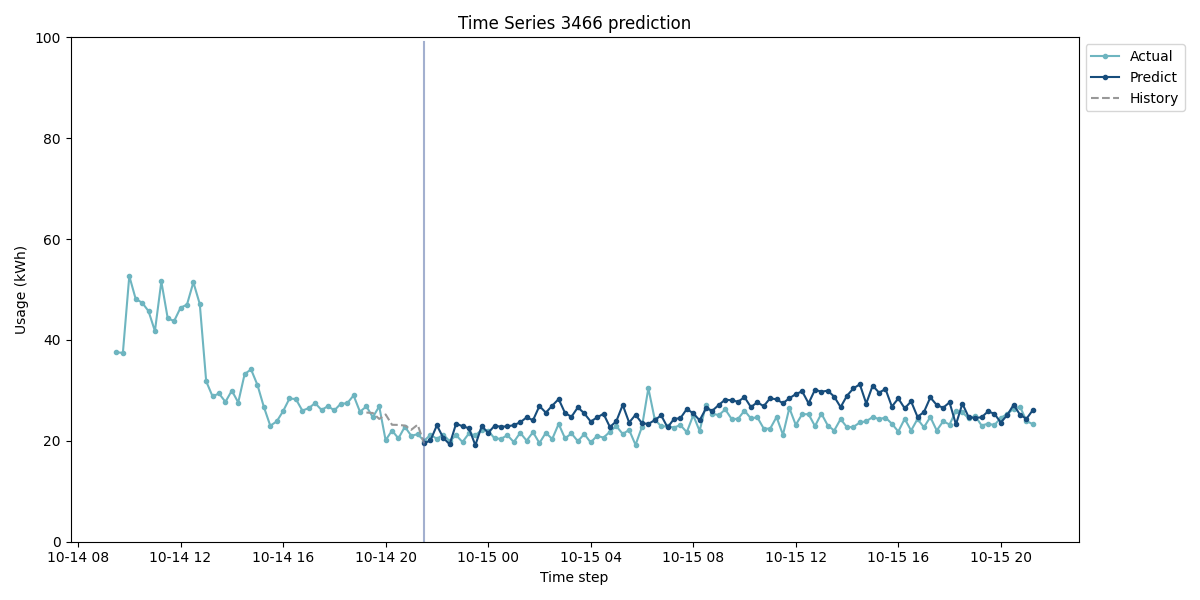 Time Series 3466 prediction
100
80
60
40
20
0
Usage (kWh)
10-14 08
10-14 12
10-14 16
10-14 20
10-15 00
10-15 04
10-15 08
10-15 12
10-15 16
10-15 20
Time step
Actual
Predict
History